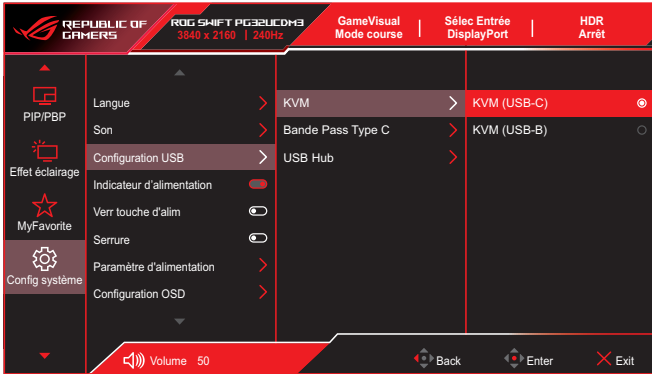 REPUBLIC OF
GAMERS
ROG SWIFT PG32UCDM3
3840 x 2160 | 240Hz
GameVisual
Mode course
Sélec Entrée
DisplayPort
HDR
Arrêt
PIP/PBP
Effet éclairage
MyFavorite
Config système
Langue
Son
Configuration USB
Indicateur d'alimentation
Verr touche d'alim
Serrure
Paramètre d'alimentation
Configuration OSD
KVM
Bande Pass Type C
USB Hub
KVM (USB-C)
KVM (USB-B)
Volume 50
Back
Enter
Exit